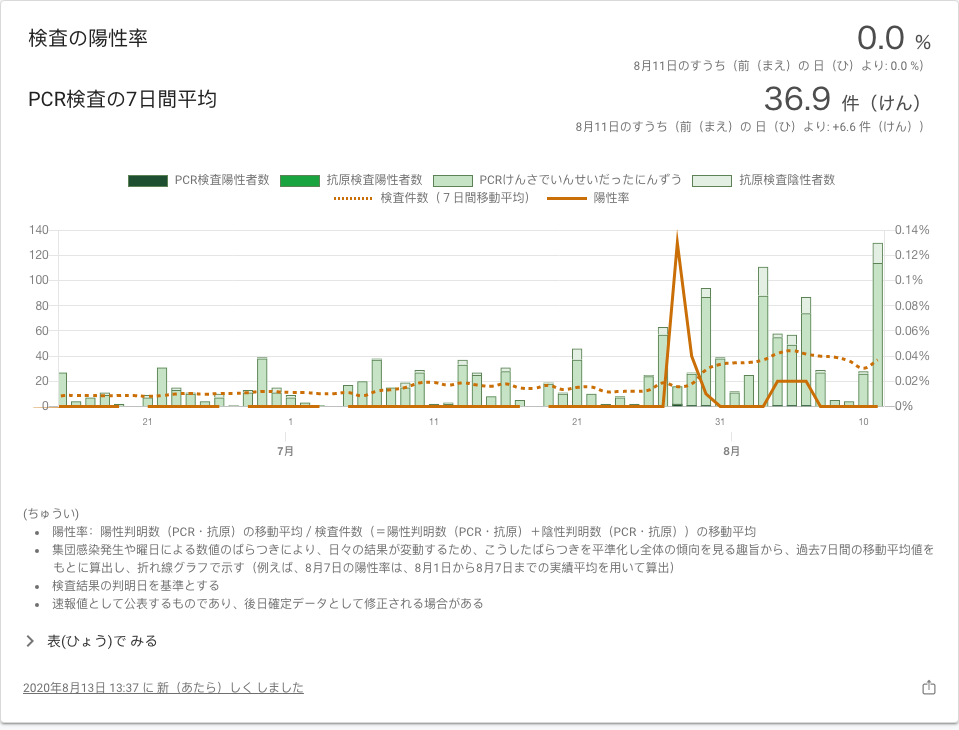 検査の陽性率
0.0 %
8月11日のすうち（前（まえ）の 日（ひ）より: 0.0 %）
PCR検査の7日間平均
36.9 件（けん）
8月11日のすうち（前（まえ）の 日（ひ）より: +6.6 件（けん））
PCR検査陽性者数 抗原検査陽性者数 PCRけんさでいんせいだったにんずう 抗原検査陰性者数
検査件数（７日間移動平均） 陽性率
140 0.14%
120 0.12%
100 0.1%
80 0.08%
60 0.06%
40 0.04%
20 0.02%
0 0%
21 1 11 21 31 10
7月 8月
(ちゅうい)
• 陽性率：陽性判明数（PCR・抗原）の移動平均 / 検査件数（＝陽性判明数（PCR・抗原）＋陰性判明数（PCR・抗原））の移動平均
• 集団感染発生や曜日による数値のばらつきにより、日々の結果が変動するため、こうしたばらつきを平準化し全体の傾向を見る趣旨から、過去7日間の移動平均値を
もとに算出し、折れ線グラフで示す（例えば、8月7日の陽性率は、8月1日から8月7日までの実績平均を用いて算出）
• 検査結果の判明日を基準とする
• 速報値として公表するものであり、後日確定データとして修正される場合がある
表(ひょう)で みる
2020年8月13日 13:37 に 新（あたら）しく しました